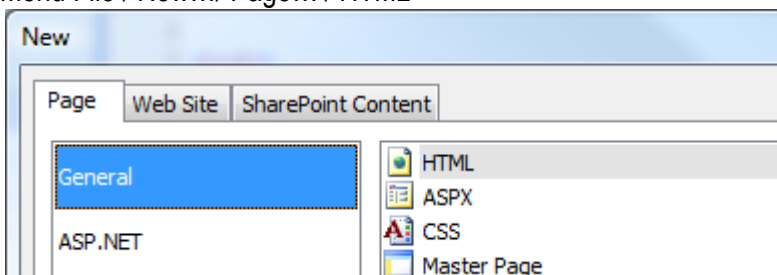 New
Page Web Site SharePoint Content
General
ASP.NET
HTML
ASPX
CSS
Master Page